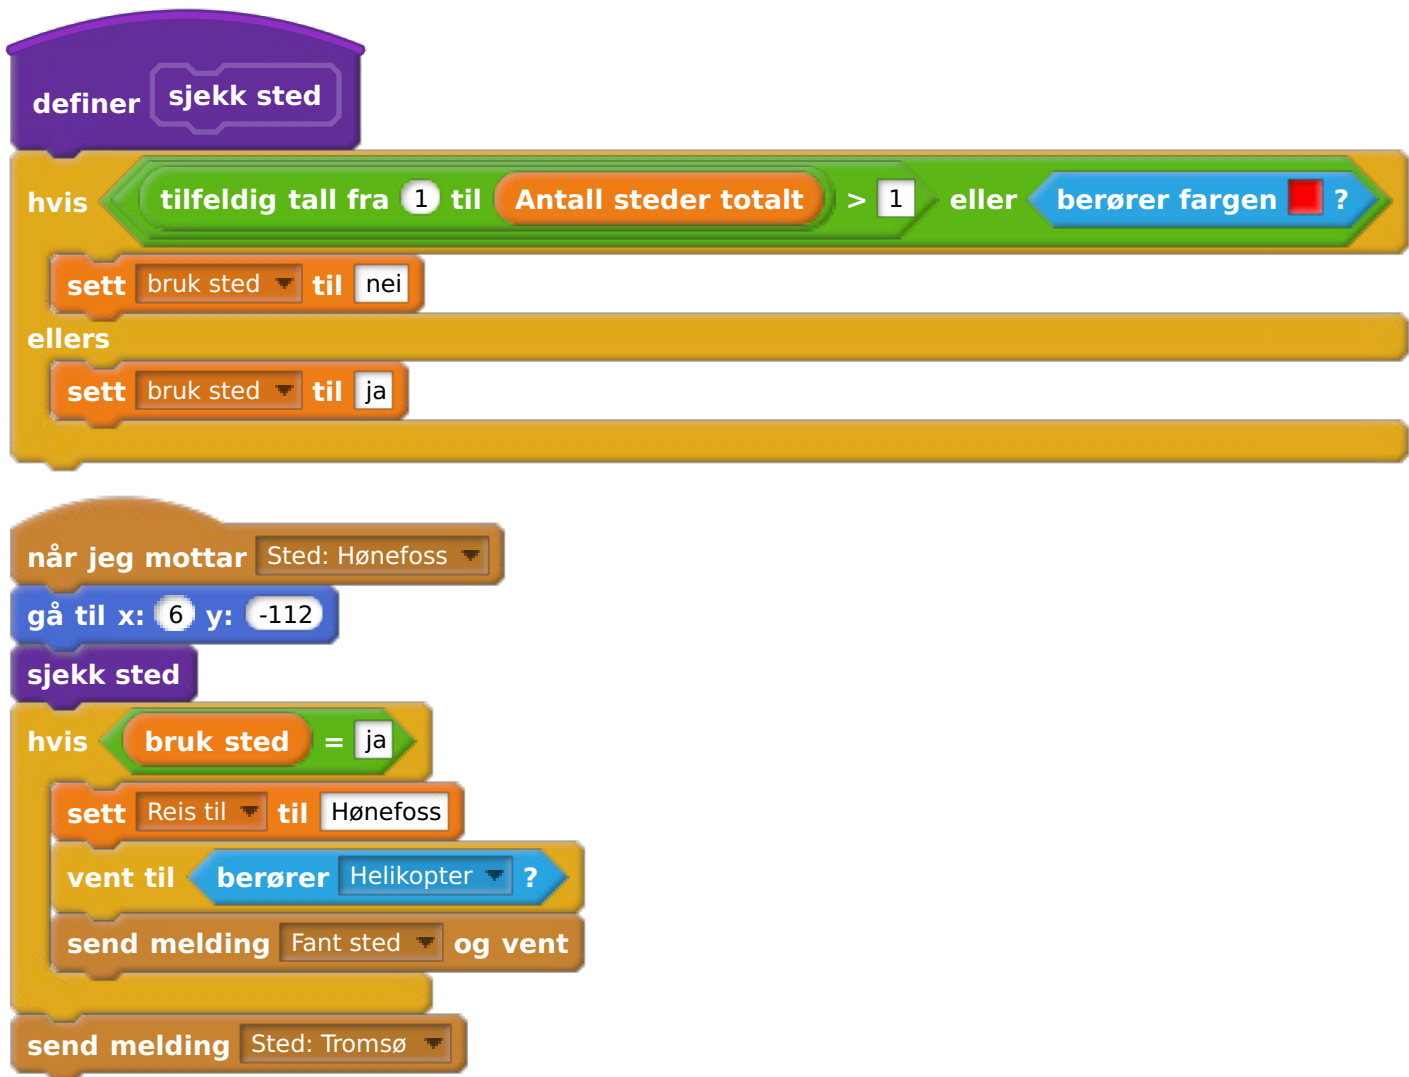 definer sjekk sted
hvis tilfeldig tall fra 1 til Antall steder totalt > 1 eller berører fargen ?
sett bruk sted til nei
ellers
sett bruk sted til ja
når jeg mottar Sted: Hønefoss
gå til x: 6 y: -112
sjekk sted
hvis bruk sted = ja
sett Reis til til Hønefoss
vent til berører Helikopter ?
send melding Fant sted og vent
send melding Sted: Tromsø